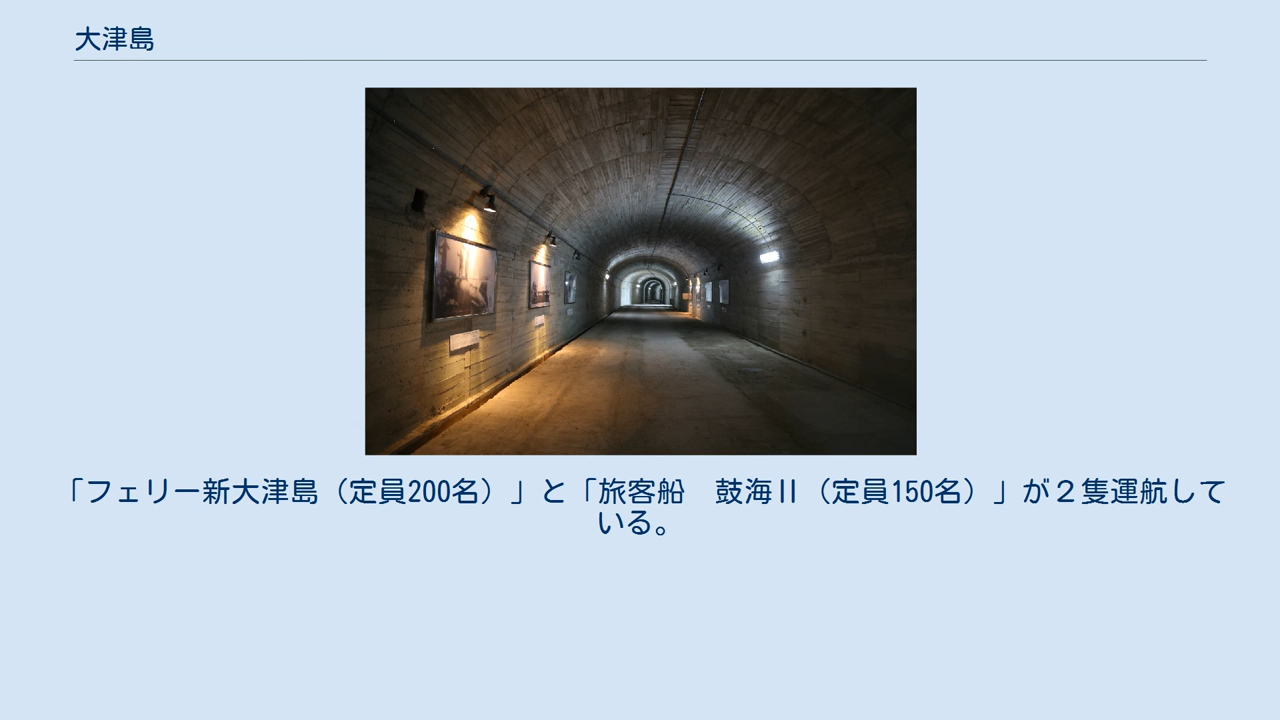 大津島
「フェリー新大津島（定員200名）」と「旅客船　鼓海Ⅱ（定員150名）」が２隻運航して
いる。